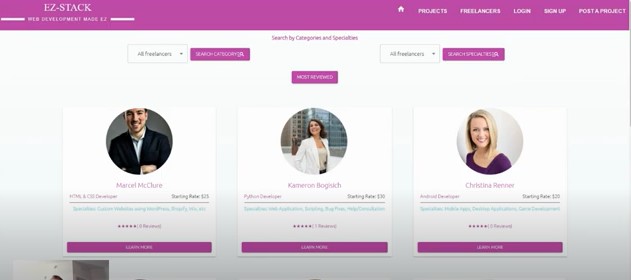 EZ-STACK
WEB DEVELOPMENT MADE EZ
PROJECTS FREELANCERS LOGIN SIGN UP POST A PROJECT
Search by Categories and Specialties
All freelancers SEARCH CATEGORY All freelancers SEARCH SPECIALTIES
MOST REVIEWED
Marcel McClure Kameron Bogisich Christina Renner
HTML & CSS Developer Starting Rate: $25 Python Developer Starting Rate: $30 Android Developer Starting Rate: $20
Specialties: Custom Websites using WordPress, Shopify, Wix, etc Specialties: Web Application, Scripting, Bug Fixes, Help/Consultation Specialties: Mobile Apps, Desktop Applications, Game Development
Reviews) ( 1 Reviews) Reviews)
LEARN MORE LEARN MORE LEARN MORE